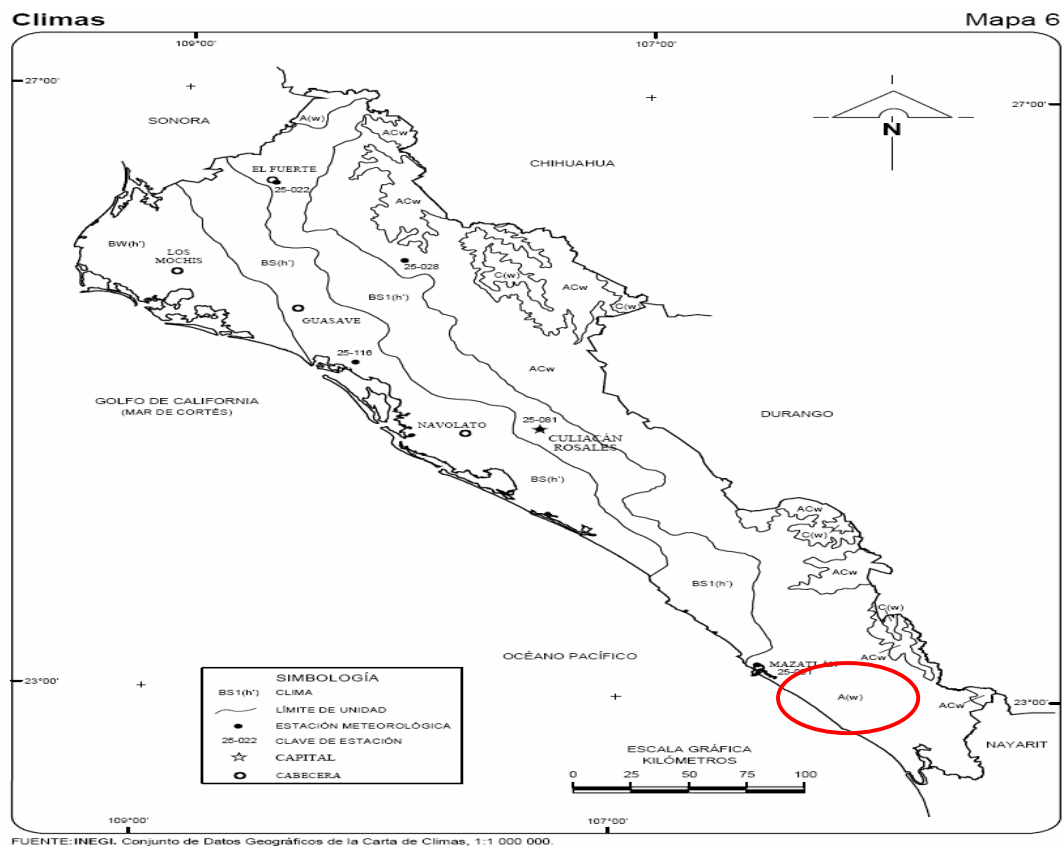 Climas
Mapa 6
109°00'
107°00'
27°00'
27°00'
SONORA
A(w)
ACw
N
CHIHUAHUA
EL FUERTE
25-022
ACw
BW(h')
LOS
MOCHIS
BS(h')
25-028
C(w)
ACw
BS1(h')
C(w)
GUASAVE
25-116
ACw
GOLFO DE CALIFORNIA
(MAR DE CORTÉS)
DURANGO
NAVOLATO
25-081
CULIACÁN
ROSALES
BS(h')
ACw
C(w)
ACw
BS1(h')
C(w)
OCÉANO PACÍFICO
MAZATLÁN
ACw
A(w)
ACw
23°00'
23°00'
NAYARIT
SIMBOLOGÍA
BS1(h') CLIMA
LÍMITE DE UNIDAD
ESTACIÓN METEOROLÓGICA
25-022 CLAVE DE ESTACIÓN
CAPITAL
CABECERA
ESCALA GRÁFICA
KILÓMETROS
0 25 50 75 100
109°00'
107°00'
FUENTE: INEGI. Conjunto de Datos Geográficos de la Carta de Climas, 1:1 000 000.